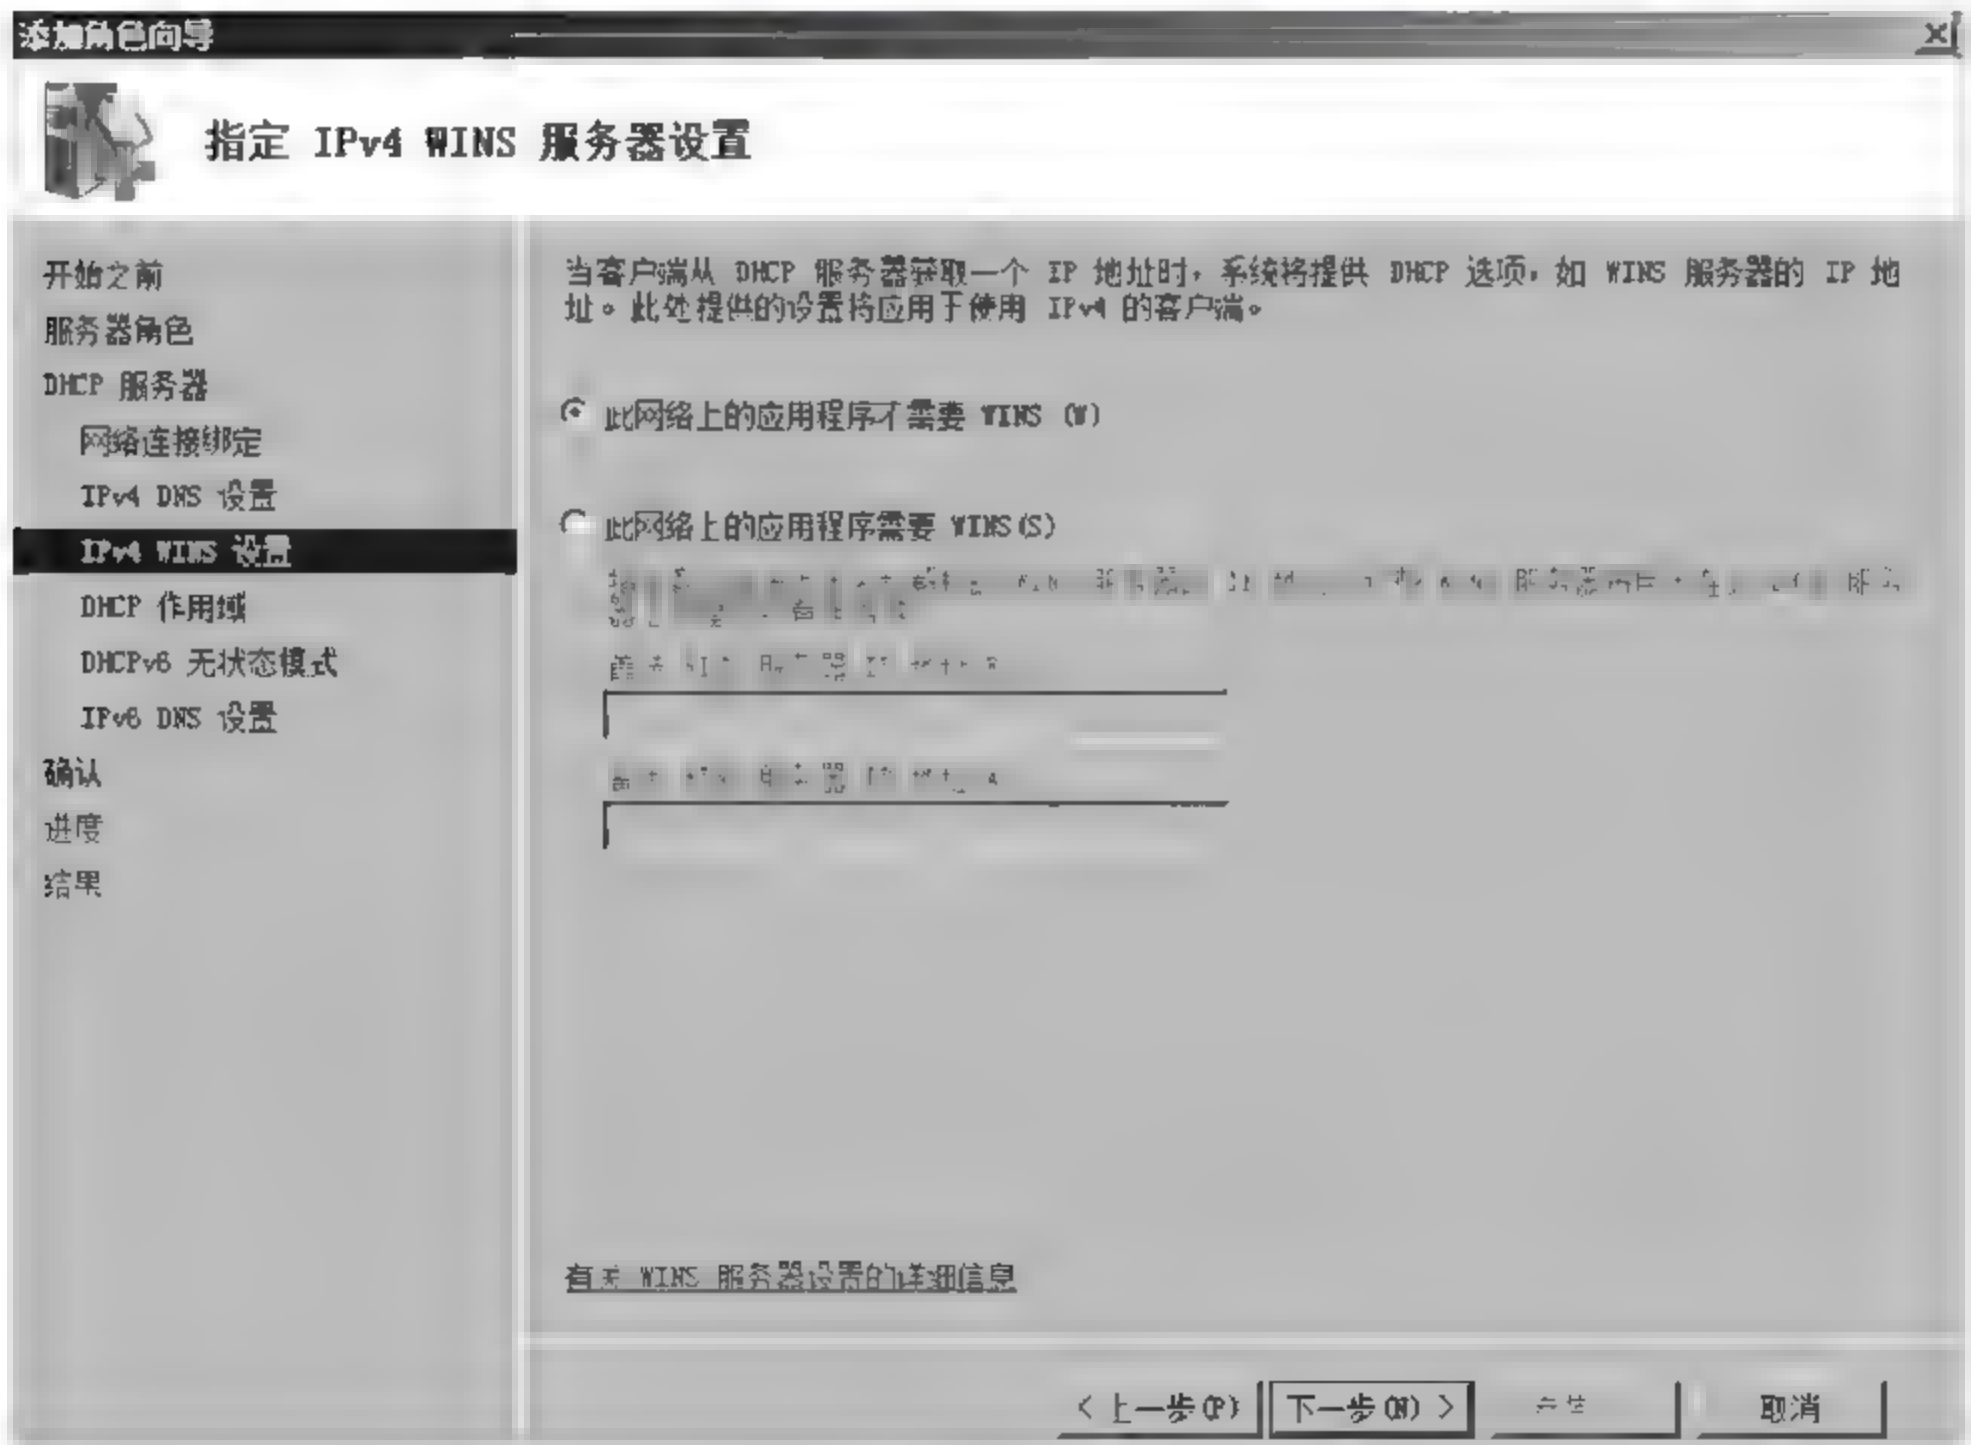 添加角色向导
指定 IPv4 WINS 服务器设置
开始之前
服务器角色
DHCP 服务器
网络连接绑定
IPv4 DNS 设置
IPv4 WINS 设置
DHCP 作用域
DHCPv6 无状态模式
IPv6 DNS 设置
确认
进度
结果
当客户端从 DHCP 服务器获取一个 IP 地址时，系统将提供 DHCP 选项，如 WINS 服务器的 IP 地
址。此处提供的设置将应用于使用 IPv4 的客户端。
此网络上的应用程序不需要 WINS (W)
此网络上的应用程序需要 WINS(S)
有关 WINS 服务器设置的详细信息
< 上一步(P)
下一步(N) >
取消